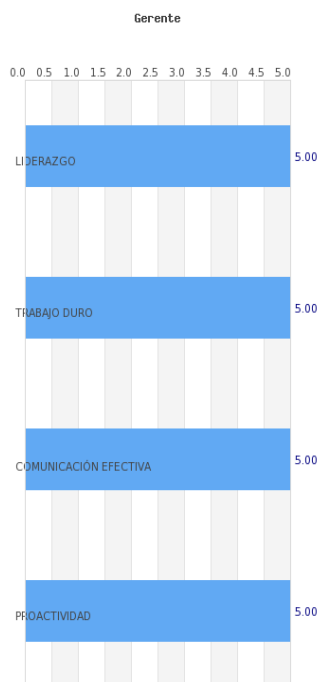 Gerente
0.0 0.5 1.0 1.5 2.0 2.5 3.0 3.5 4.0 4.5 5.0
LIDERAZGO 5.00
TRABAJO DURO 5.00
COMUNICACIÓN EFECTIVA 5.00
PROACTIVIDAD 5.00